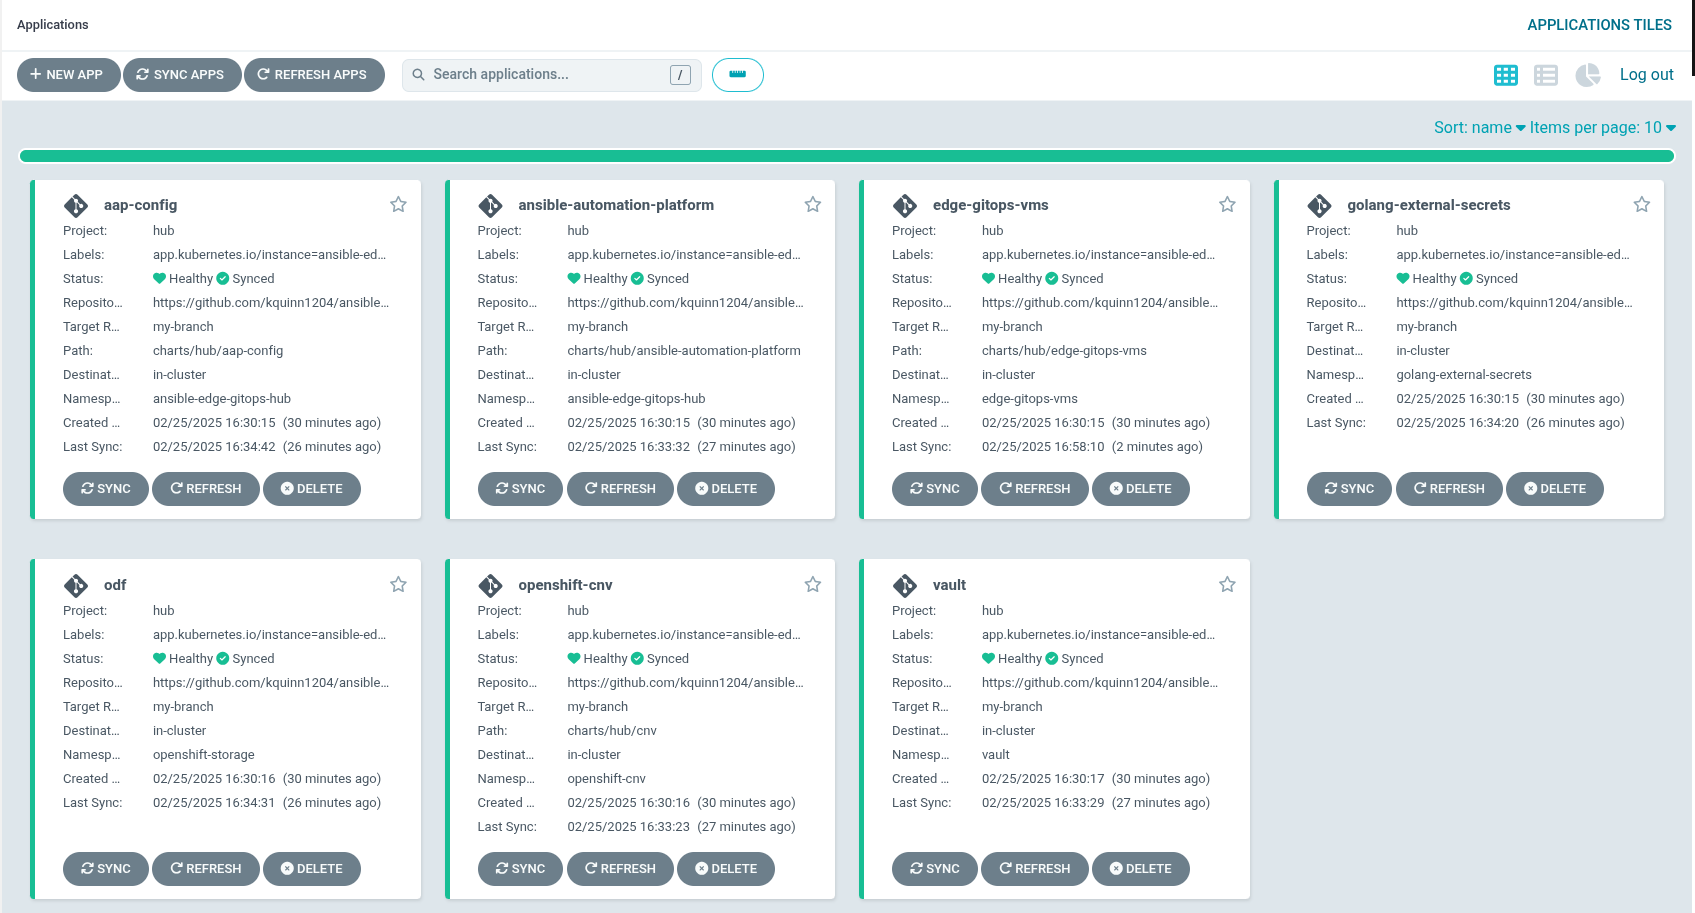 Applications
APPLICATIONS TILES
NEW APP SYNC APPS REFRESH APPS Search applications... / Log out
Sort: name Items per page: 10
aap-config
Project: hub
Labels: app.kubernetes.io/instance=ansible-ed...
Status: Healthy Synced
Reposito... https://github.com/kquinn1204/ansible...
Target R... my-branch
Path: charts/hub/aap-config
Destinat... in-cluster
Namesp... ansible-edge-gitops-hub
Created ... 02/25/2025 16:30:15 (30 minutes ago)
Last Sync: 02/25/2025 16:34:42 (26 minutes ago)
SYNC REFRESH DELETE
ansible-automation-platform
Project: hub
Labels: app.kubernetes.io/instance=ansible-ed...
Status: Healthy Synced
Reposito... https://github.com/kquinn1204/ansible...
Target R... my-branch
Path: charts/hub/ansible-automation-platform
Destinat... in-cluster
Namesp... ansible-edge-gitops-hub
Created ... 02/25/2025 16:30:15 (30 minutes ago)
Last Sync: 02/25/2025 16:33:32 (27 minutes ago)
SYNC REFRESH DELETE
edge-gitops-vms
Project: hub
Labels: app.kubernetes.io/instance=ansible-ed...
Status: Healthy Synced
Reposito... https://github.com/kquinn1204/ansible...
Target R... my-branch
Path: charts/hub/edge-gitops-vms
Destinat... in-cluster
Namesp... edge-gitops-vms
Created ... 02/25/2025 16:30:15 (30 minutes ago)
Last Sync: 02/25/2025 16:58:10 (2 minutes ago)
SYNC REFRESH DELETE
golang-external-secrets
Project: hub
Labels: app.kubernetes.io/instance=ansible-ed...
Status: Healthy Synced
Reposito... https://github.com/kquinn1204/ansible...
Target R... my-branch
Destinat... in-cluster
Namesp... golang-external-secrets
Created ... 02/25/2025 16:30:15 (30 minutes ago)
Last Sync: 02/25/2025 16:34:20 (26 minutes ago)
SYNC REFRESH DELETE
odf
Project: hub
Labels: app.kubernetes.io/instance=ansible-ed...
Status: Healthy Synced
Reposito... https://github.com/kquinn1204/ansible...
Target R... my-branch
Destinat... in-cluster
Namesp... openshift-storage
Created ... 02/25/2025 16:30:16 (30 minutes ago)
Last Sync: 02/25/2025 16:34:31 (26 minutes ago)
SYNC REFRESH DELETE
openshift-cnv
Project: hub
Labels: app.kubernetes.io/instance=ansible-ed...
Status: Healthy Synced
Reposito... https://github.com/kquinn1204/ansible...
Target R... my-branch
Path: charts/hub/cnv
Destinat... in-cluster
Namesp... openshift-cnv
Created ... 02/25/2025 16:30:16 (30 minutes ago)
Last Sync: 02/25/2025 16:33:23 (27 minutes ago)
SYNC REFRESH DELETE
vault
Project: hub
Labels: app.kubernetes.io/instance=ansible-ed...
Status: Healthy Synced
Reposito... https://github.com/kquinn1204/ansible...
Target R... my-branch
Destinat... in-cluster
Namesp... vault
Created ... 02/25/2025 16:30:17 (30 minutes ago)
Last Sync: 02/25/2025 16:33:29 (27 minutes ago)
SYNC REFRESH DELETE